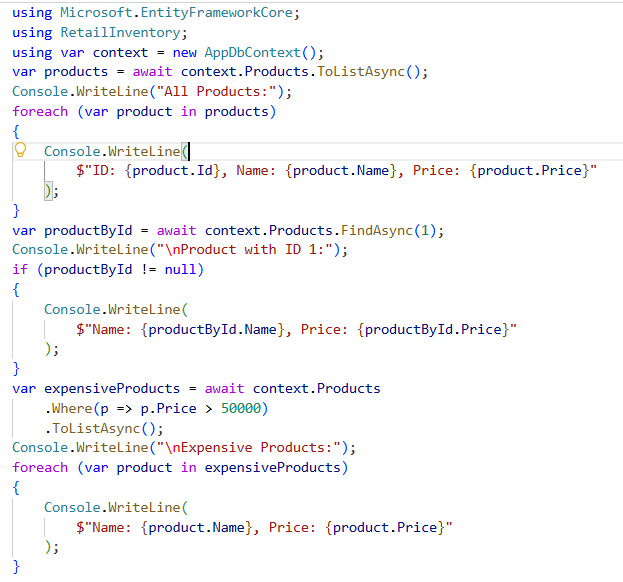 using Microsoft.EntityFrameworkCore;
using RetailInventory;
using var context = new AppDbContext();
var products = await context.Products.ToListAsync();
Console.WriteLine("All Products:");
foreach (var product in products)
{
    Console.WriteLine(
        $"ID: {product.Id}, Name: {product.Name}, Price: {product.Price}"
    );
}
var productById = await context.Products.FindAsync(1);
Console.WriteLine("\nProduct with ID 1:");
if (productById != null)
{
    Console.WriteLine(
        $"Name: {productById.Name}, Price: {productById.Price}"
    );
}
var expensiveProducts = await context.Products
    .Where(p => p.Price > 50000)
    .ToListAsync();
Console.WriteLine("\nExpensive Products:");
foreach (var product in expensiveProducts)
{
    Console.WriteLine(
        $"Name: {product.Name}, Price: {product.Price}"
    );
}